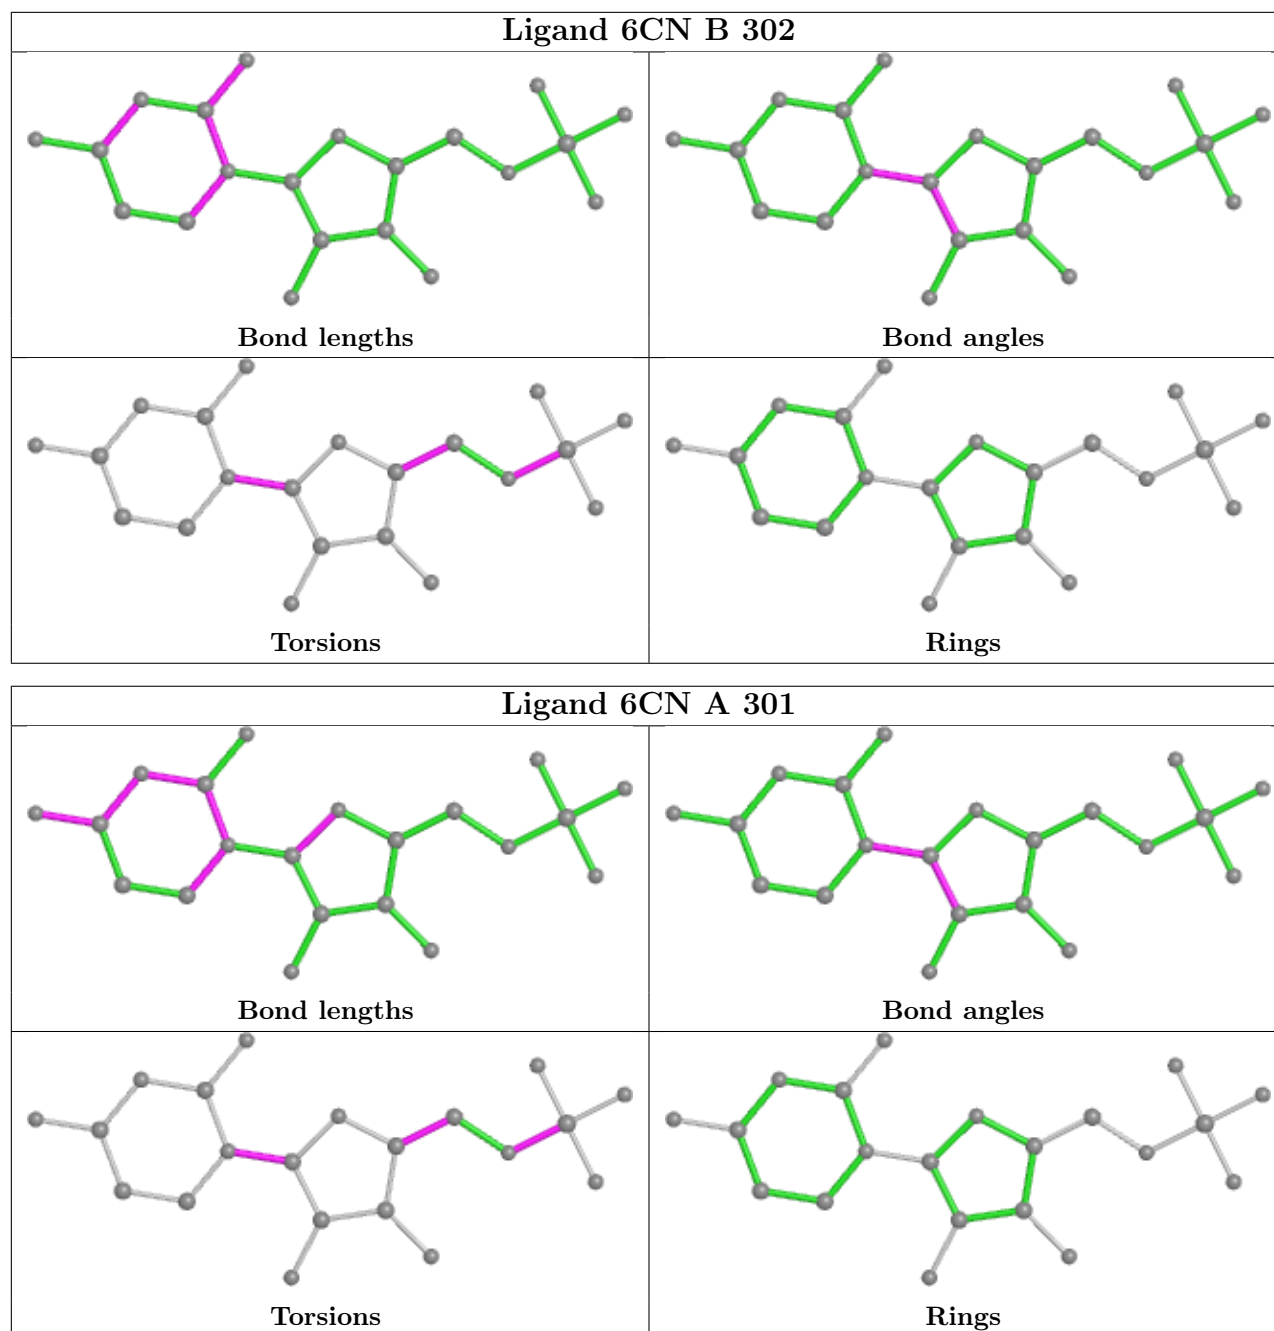 Ligand 6CN B 302
Bond lengths
Bond angles
Torsions
Rings
Ligand 6CN A 301
Bond lengths
Bond angles
Torsions
Rings